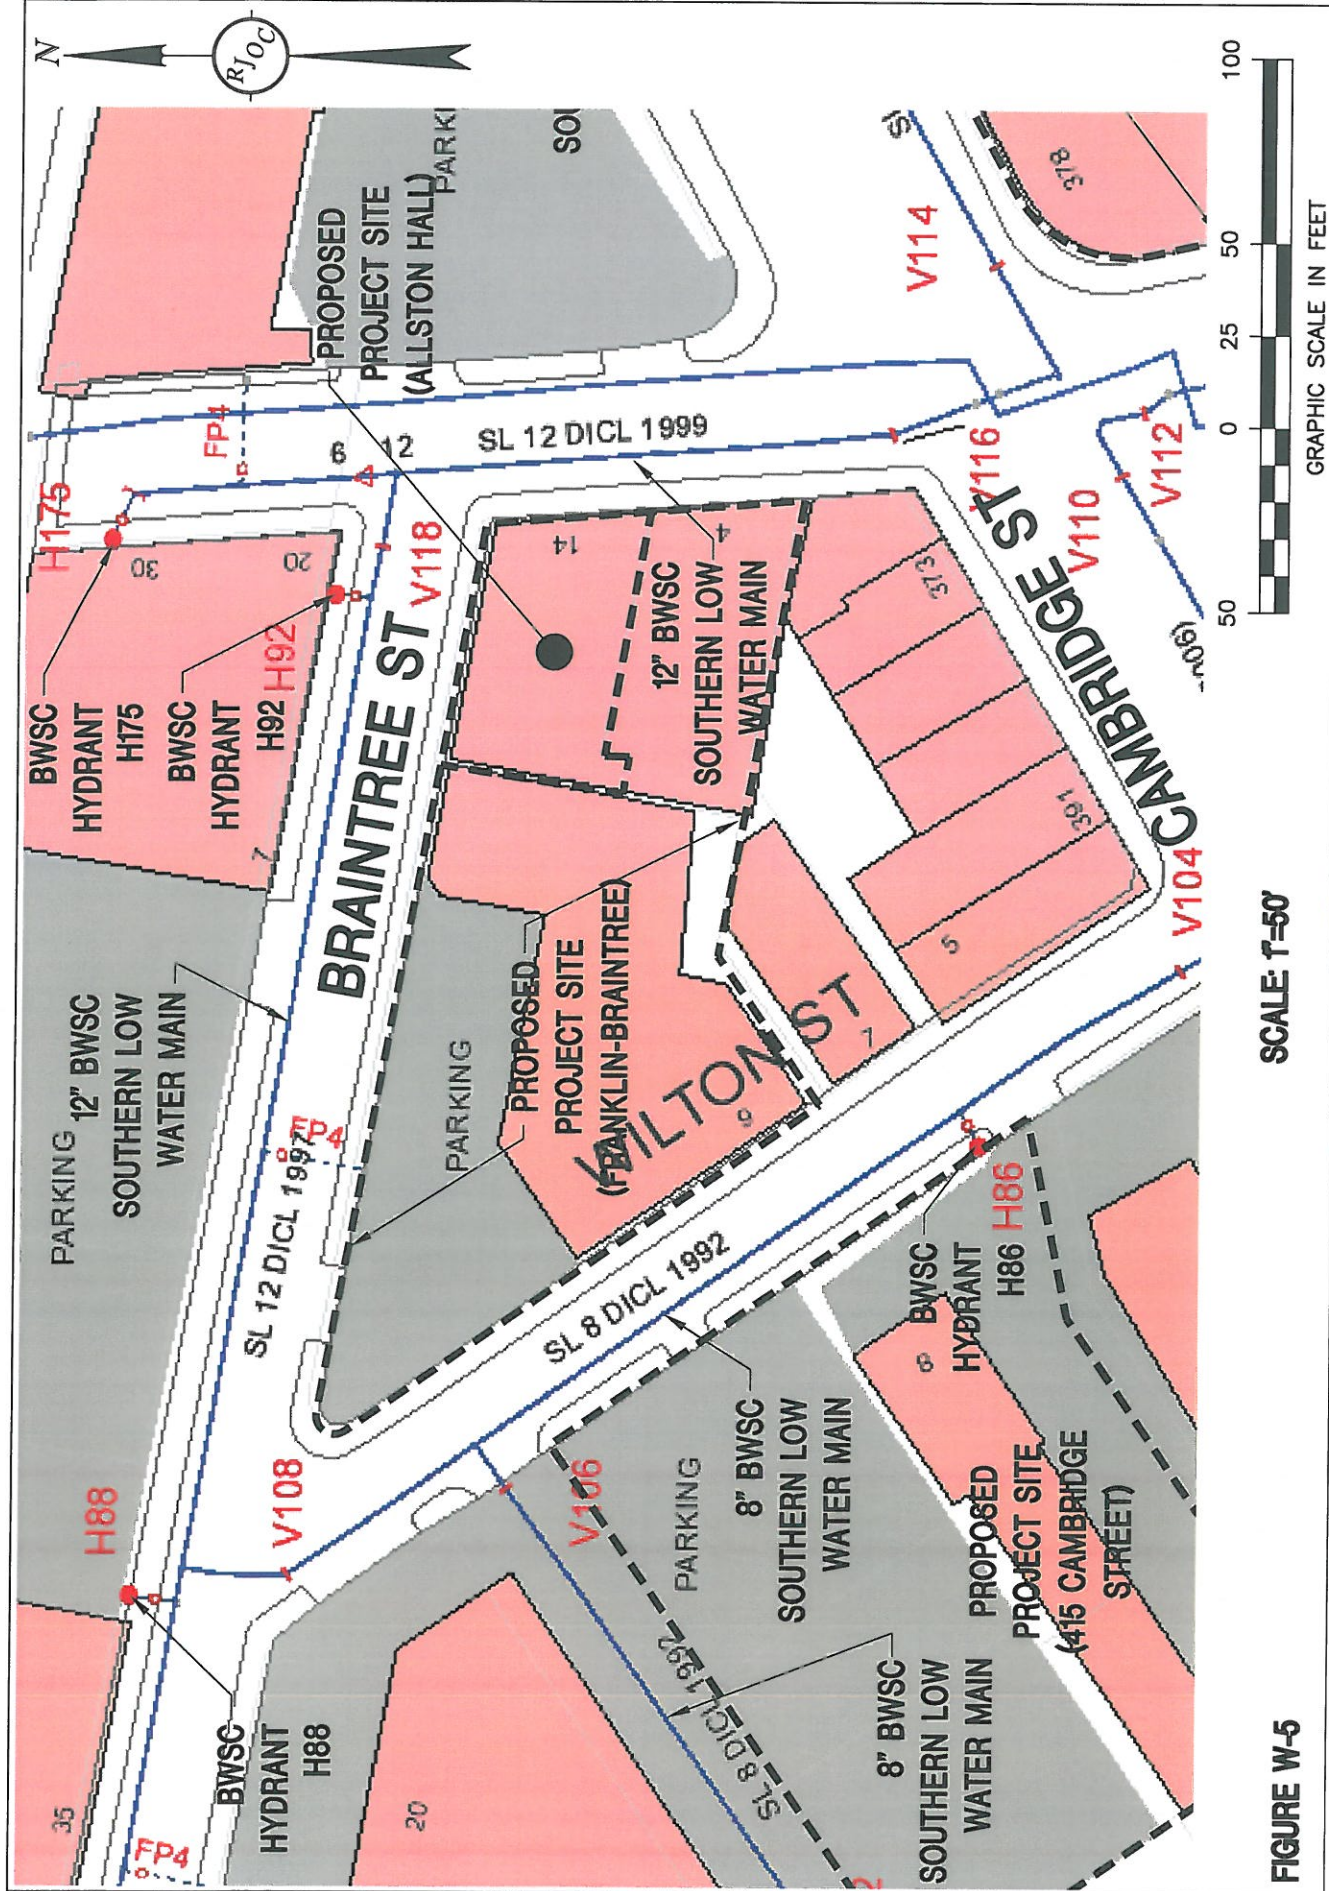 N
RJOC
H175
BWSC
HYDRANT
H175
30
20
FP4
6
12
BWSC
HYDRANT
H92
H92
7
PARKING
12" BWSC
SOUTHERN LOW
WATER MAIN
BRAINTREE ST
V118
SL 12 DICL 1999
PROPOSED
PROJECT SITE
(ALLSTON HALL)
14
4
12" BWSC
SOUTHERN LOW
WATER MAIN
SL 12 DICL 1997
FP4
PARKING
PROPOSED
PROJECT SITE
(FRANKLIN-BRAINTREE)
WILTON ST
9
7
5
391
373
CAMBRIDGE ST
V116
V110
V112
V114
378
V104
H88
BWSC
HYDRANT
H88
35
FP4
20
V108
V106
SL 8 DICL 1992
PARKING
8" BWSC
SOUTHERN LOW
WATER MAIN
SL 8 DICL 1992
8" BWSC
SOUTHERN LOW
WATER MAIN
BWSC
HYDRANT
H86
H86
PROPOSED
PROJECT SITE
(415 CAMBRIDGE
STREET)
FIGURE W-5
SCALE: 1"=50'
50
0
25
50
100
GRAPHIC SCALE IN FEET